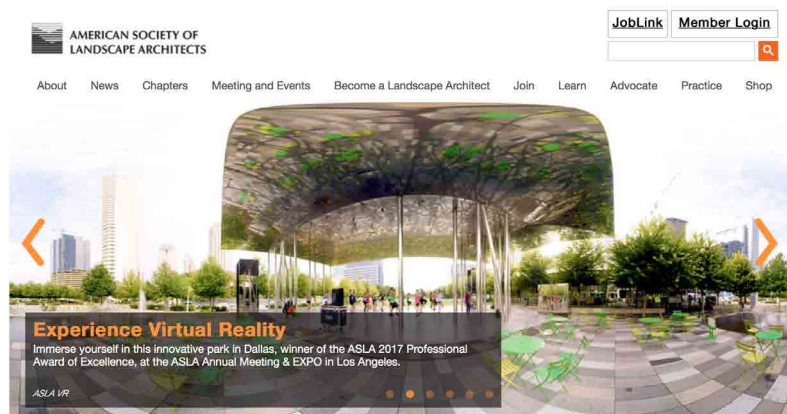 AMERICAN SOCIETY OF
LANDSCAPE ARCHITECTS
JobLink
Member Login
About
News
Chapters
Meeting and Events
Become a Landscape Architect
Join
Learn
Advocate
Practice
Shop
Experience Virtual Reality
Immerse yourself in this innovative park in Dallas, winner of the ASLA 2017 Professional
Award of Excellence, at the ASLA Annual Meeting & EXPO in Los Angeles.
ASLA VR